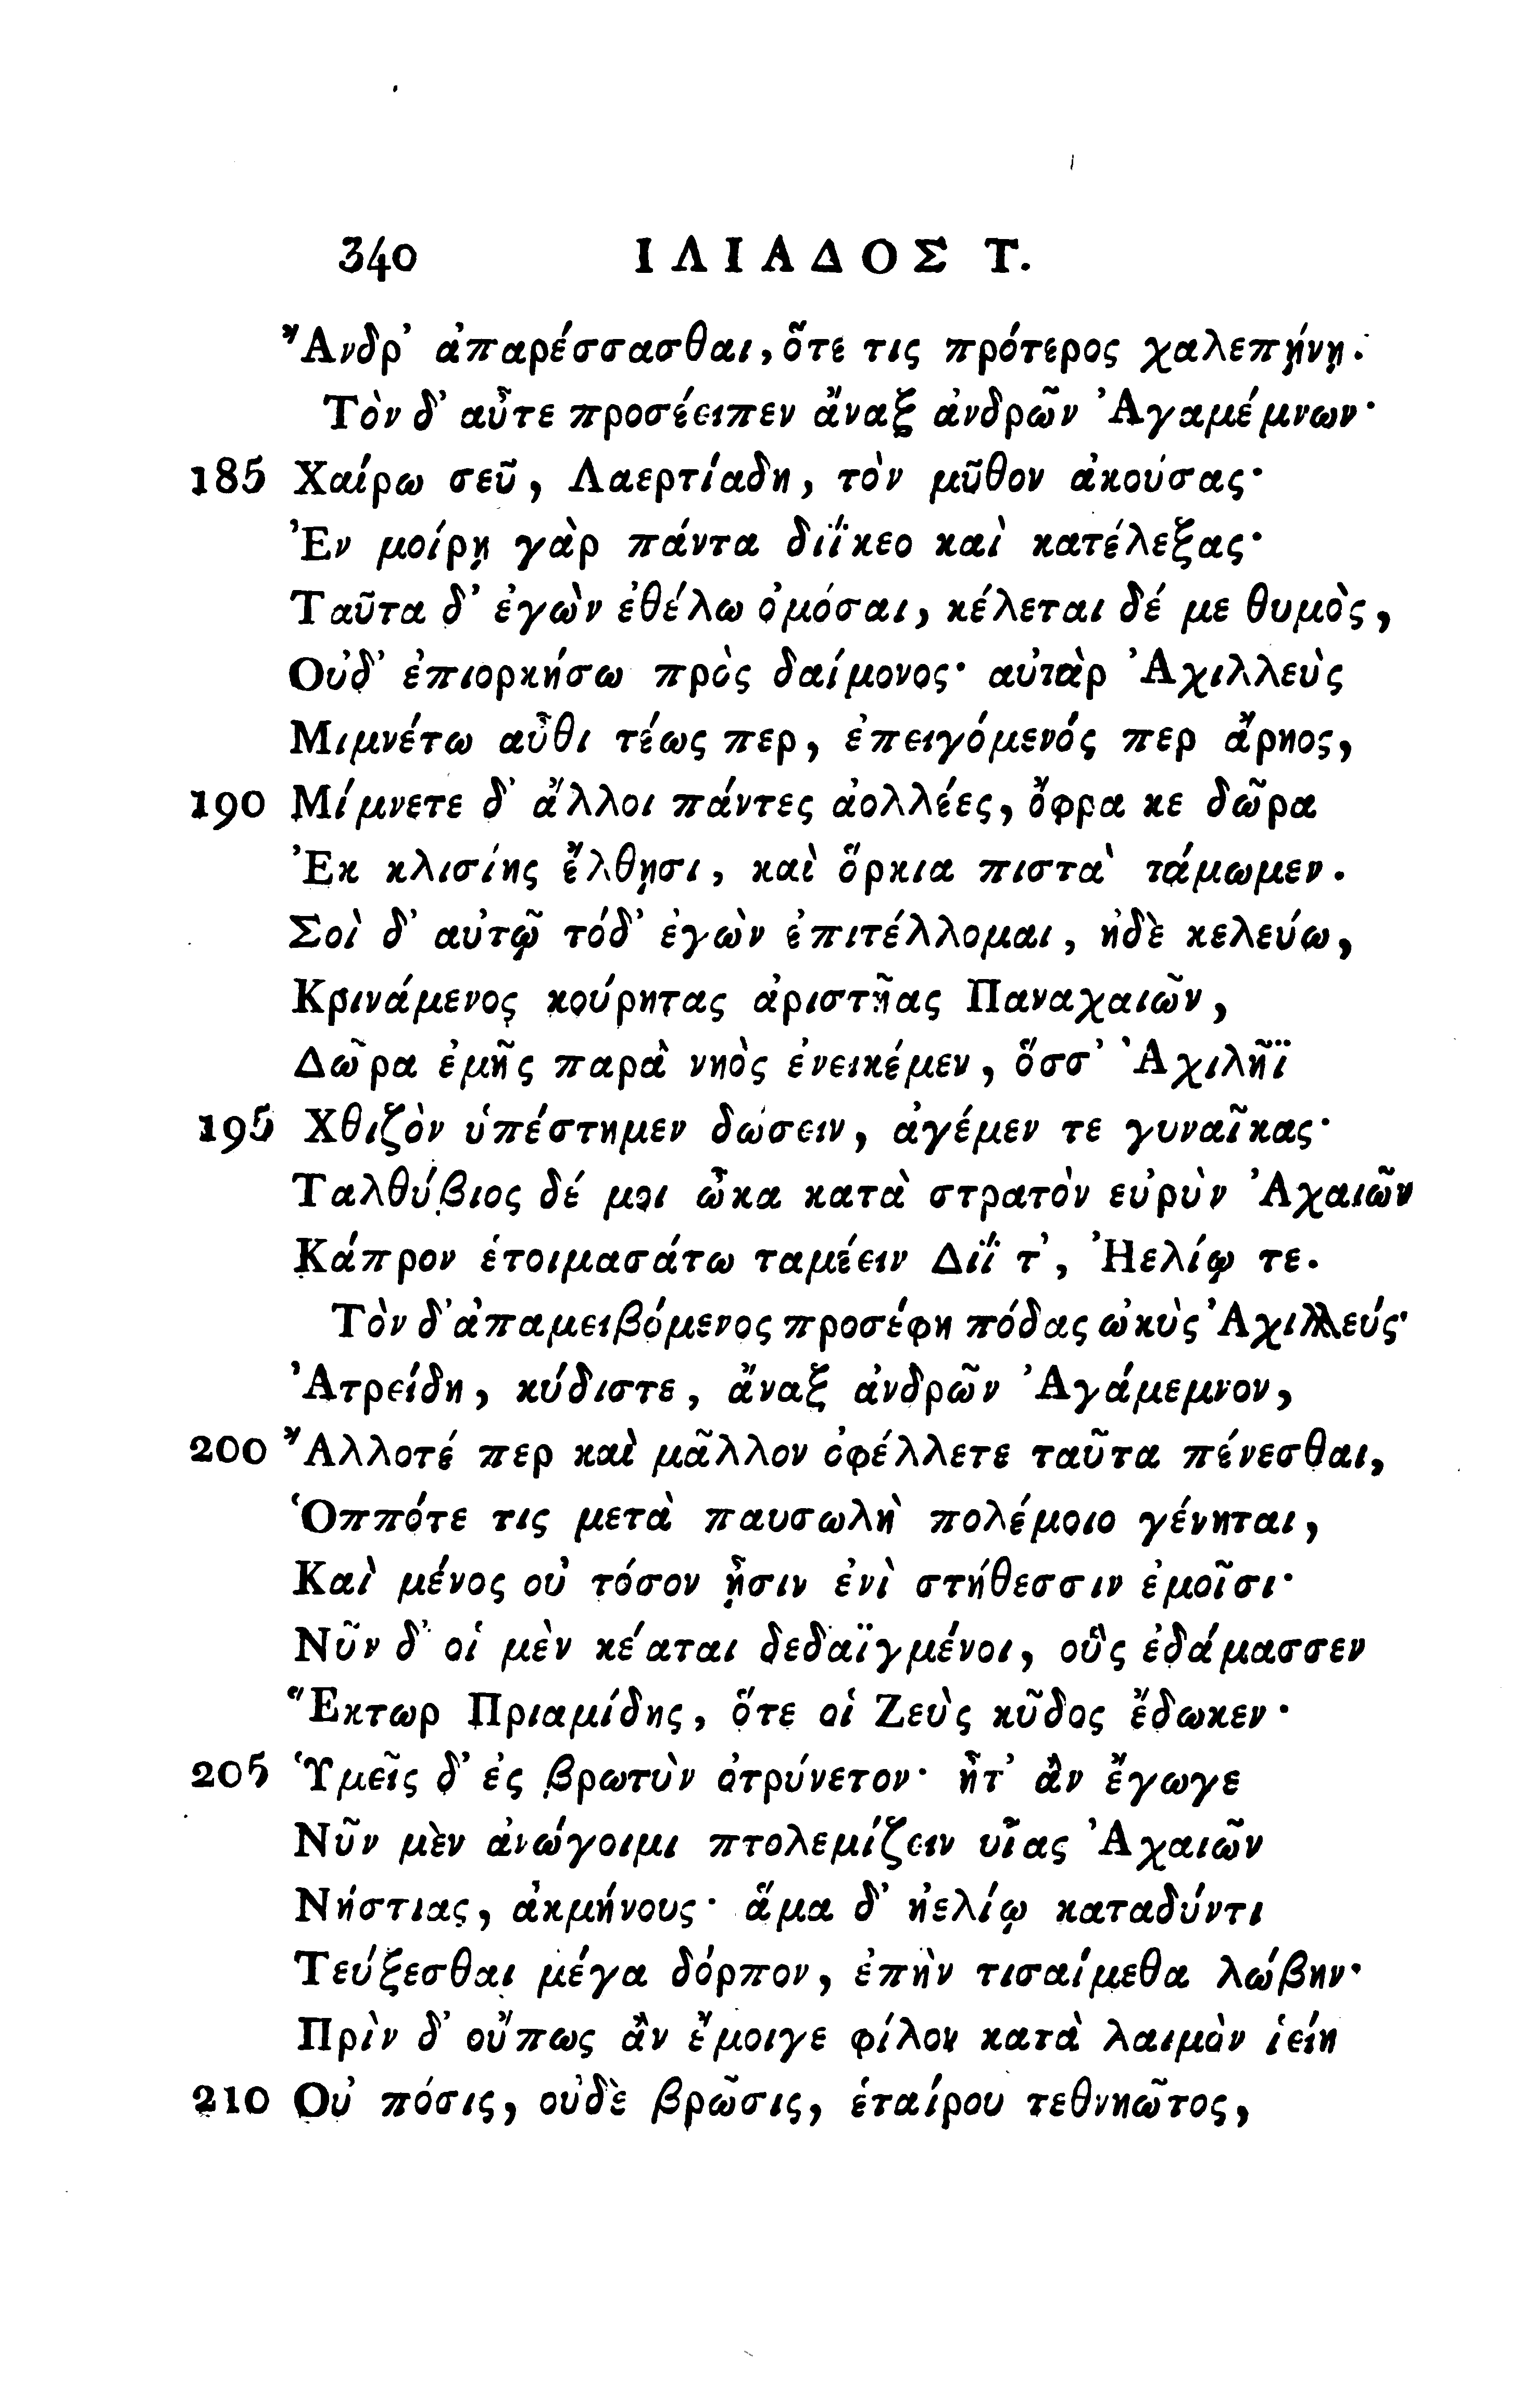 340 ΙΛΙΑΔΟΣ Τ.
Ἄνδρ' ἀπαρέσσασθαι, ὅτε τις πρότερος χαλεπήνῃ.
Τὸν δ' αὖτε προσέειπεν ἄναξ ἀνδρῶν Ἀγαμέμνων·
185 Χαίρω σεῦ, Λαερτίαδη, τὸν μῦθον ἀκούσας·
Ἐν μοίρῃ γὰρ πάντα διΐκεο καὶ κατέλεξας·
Ταῦτα δ' ἐγὼν ἐθέλω ὀμόσαι, κέλεται δέ με θυμὸς,
Οὐδ' ἐπιορκήσω πρὸς δαίμονος· αὐτὰρ Ἀχιλλεὺς
Μιμνέτω αὖθι τέως περ, ἐπειγόμενός περ ἄρηος,
190 Μίμνετε δ' ἄλλοι πάντες ἀολλέες, ὄφρα κε δῶρα
Ἐκ κλισίης ἔλθῃσι, καὶ ὅρκια πιστὰ τάμωμεν.
Σοὶ δ' αὐτῷ τόδ' ἐγὼν ἐπιτέλλομαι, ἠδὲ κελεύω,
Κρινάμενος κούρητας ἀριστῆας Παναχαιῶν,
Δῶρα ἐμῆς παρὰ νηὸς ἐνεικέμεν, ὅσσ' Ἀχιλῆϊ
195 Χθιζὸν ὑπέστημεν δώσειν, ἀγέμεν τε γυναῖκας·
Ταλθύβιος δέ μοι ὦκα κατὰ στρατὸν εὐρὺν Ἀχαιῶν
Κάπρον ἑτοιμασάτω ταμέειν Διΐ τ', Ἠελίῳ τε.
Τὸν δ' ἀπαμειβόμενος προσέφη πόδας ὠκὺς Ἀχιλλεύς·
Ἀτρείδη, κύδιστε, ἄναξ ἀνδρῶν Ἀγάμεμνον,
200 Ἄλλοτέ περ καὶ μᾶλλον ὀφέλλετε ταῦτα πένεσθαι,
Ὁππότε τις μετὰ παυσωλὴ πολέμοιο γένηται,
Καὶ μένος οὐ τόσον ᾖσιν ἐνὶ στήθεσσιν ἐμοῖσι·
Νῦν δ' οἱ μὲν κέαται δεδαϊγμένοι, οὓς ἐδάμασσεν
Ἕκτωρ Πριαμίδης, ὅτε οἱ Ζεὺς κῦδος ἔδωκεν·
205 Ὑμεῖς δ' ἐς βρωτὺν ὀτρύνετον· ἦτ' ἂν ἔγωγε
Νῦν μὲν ἀνώγοιμι πτολεμίζειν υἷας Ἀχαιῶν
Νήστιας, ἀκμήνους· ἅμα δ' ἠελίῳ καταδύντι
Τεύξεσθαι μέγα δόρπον, ἐπὴν τισαίμεθα λώβην·
Πρὶν δ' οὔπως ἂν ἔμοιγε φίλον κατὰ λαιμὸν ἱείη
210 Οὐ πόσις, οὐδὲ βρῶσις, ἑταίρου τεθνηῶτος,